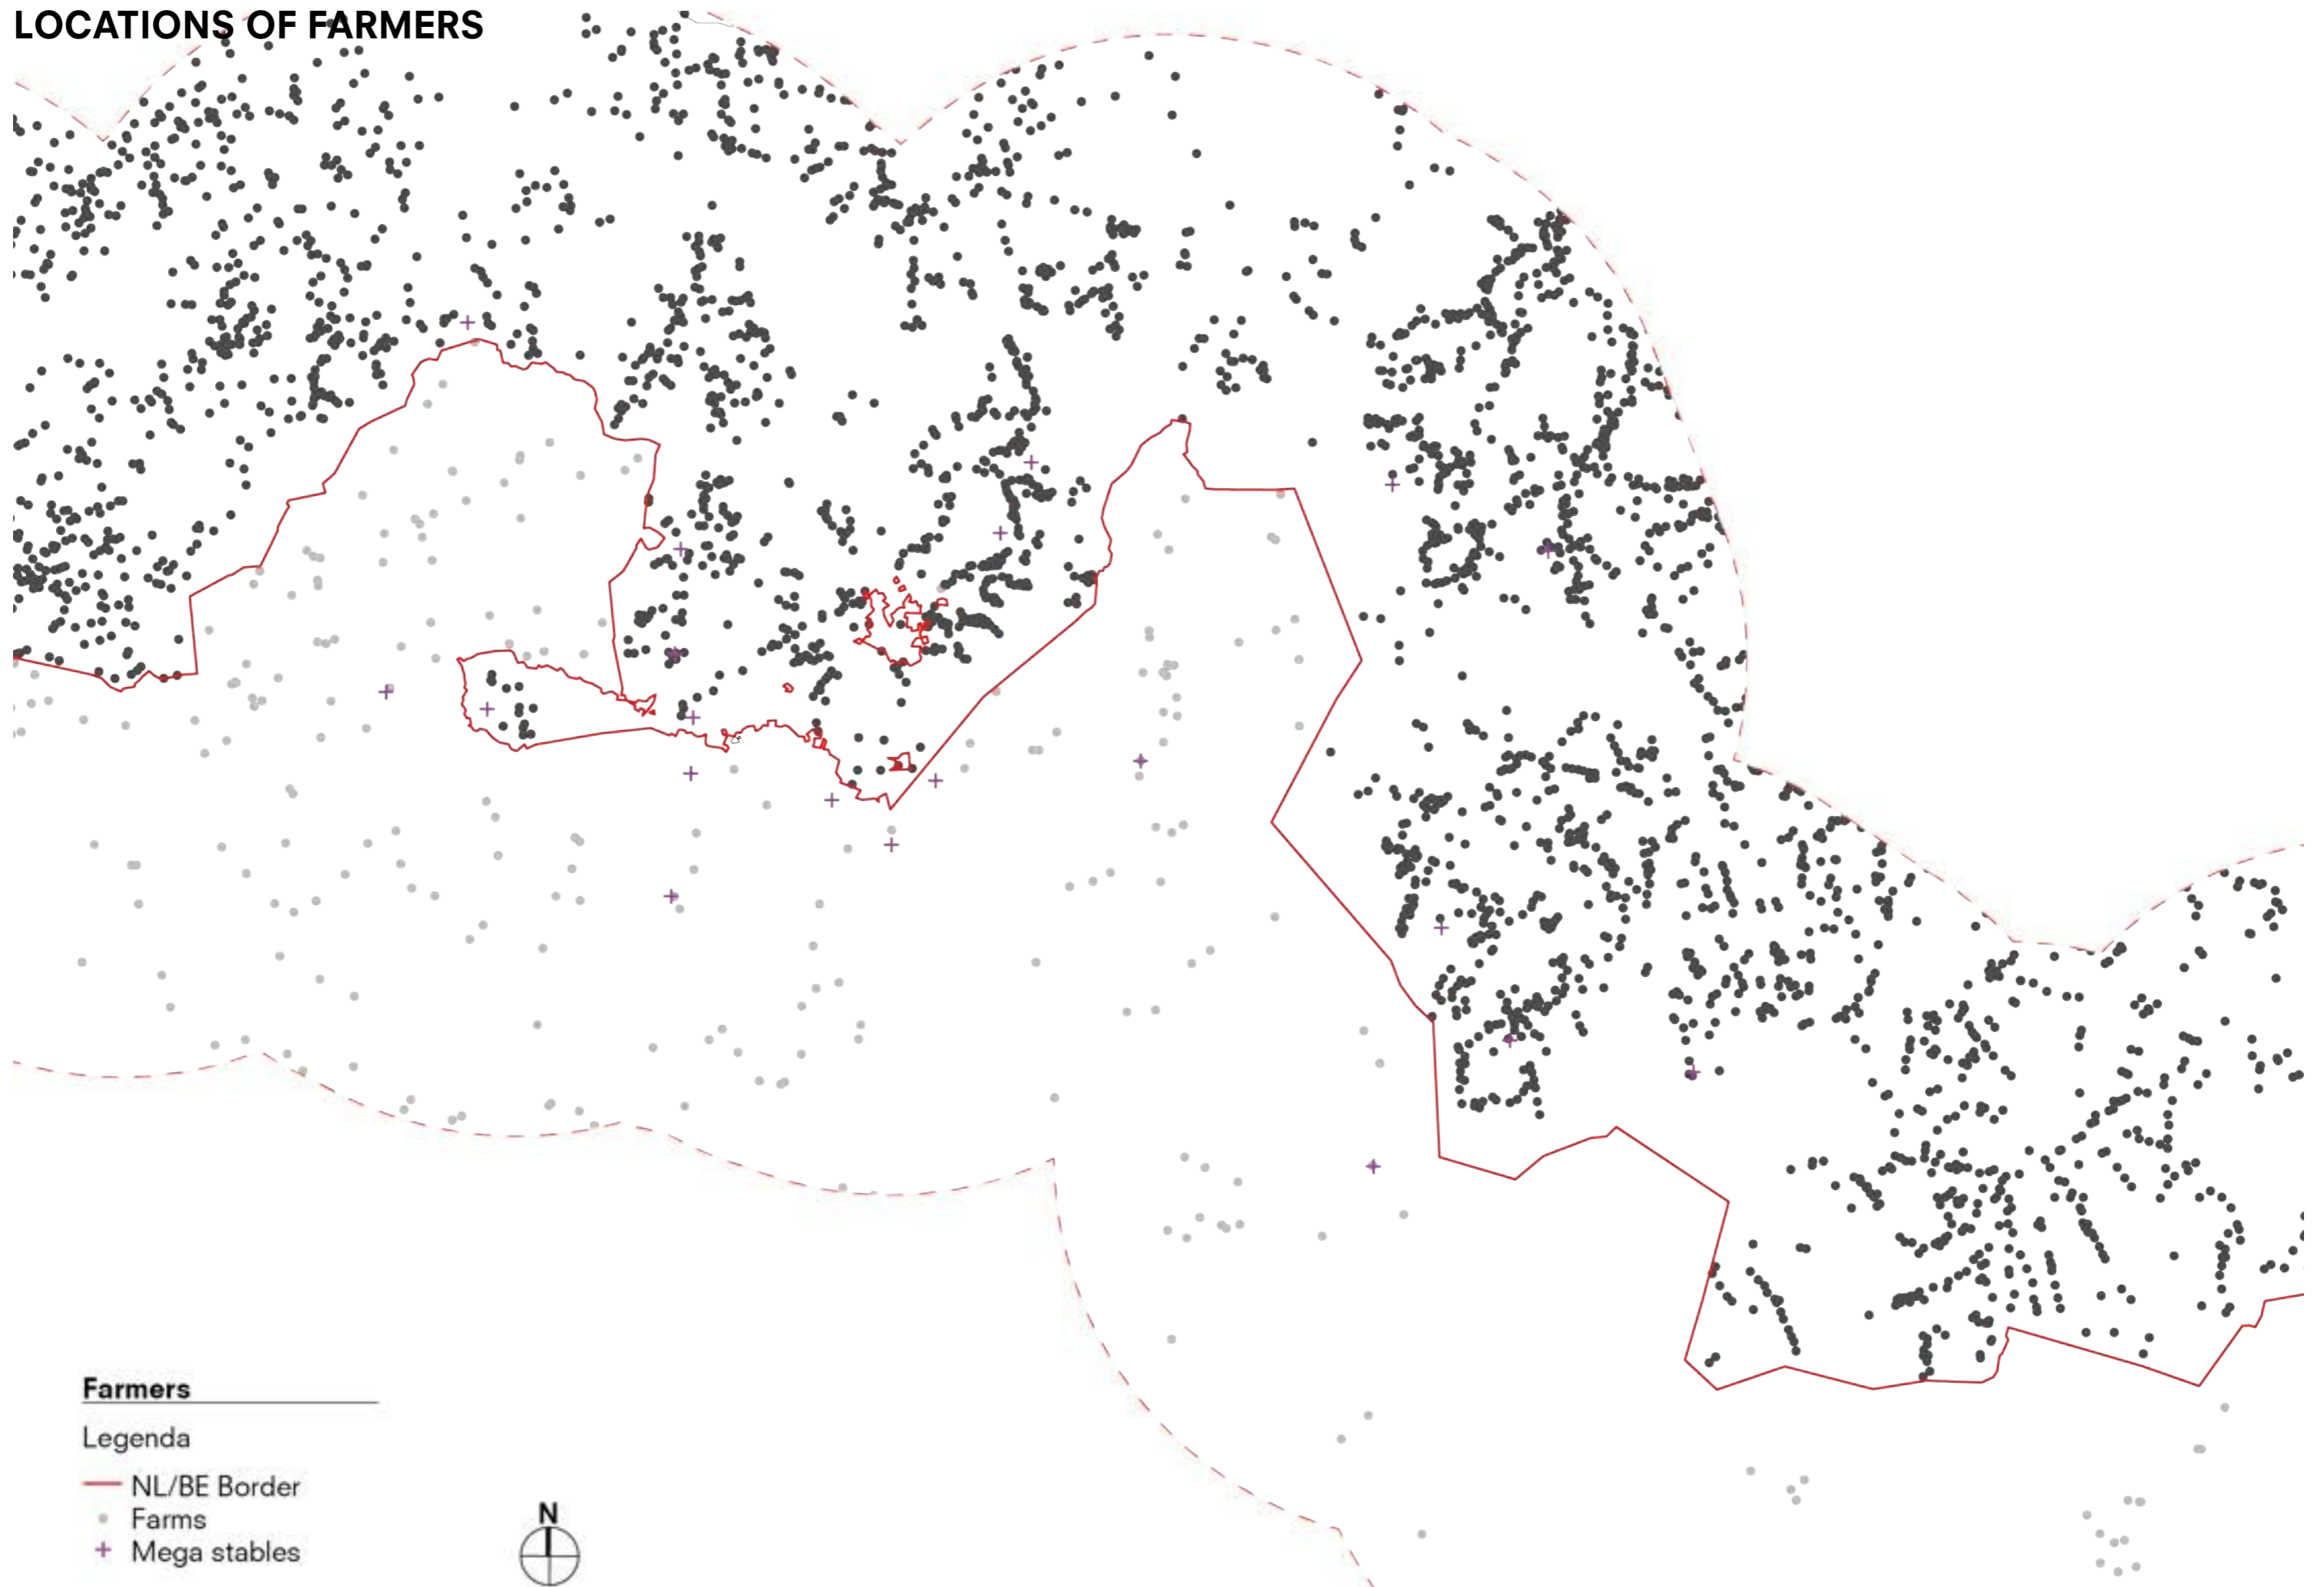 LOCATIONS OF FARMERS
Farmers
Legenda
NL/BE Border
Farms
Mega stables
N